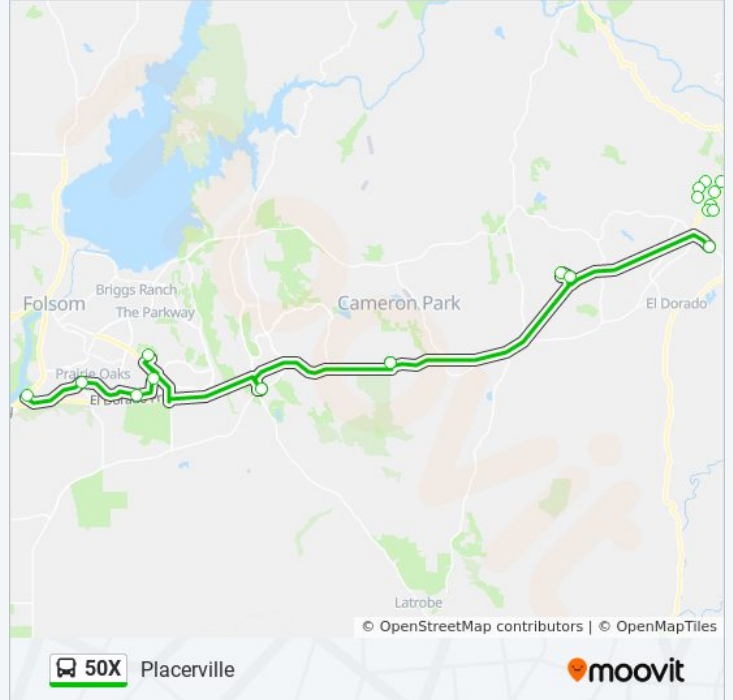 Briggs Ranch
Folsom
The Parkway
Cameron Park
El Dorado
Prairie Oaks
Latrobe
© OpenStreetMap contributors | © OpenMapTiles
50X Placerville
moovit